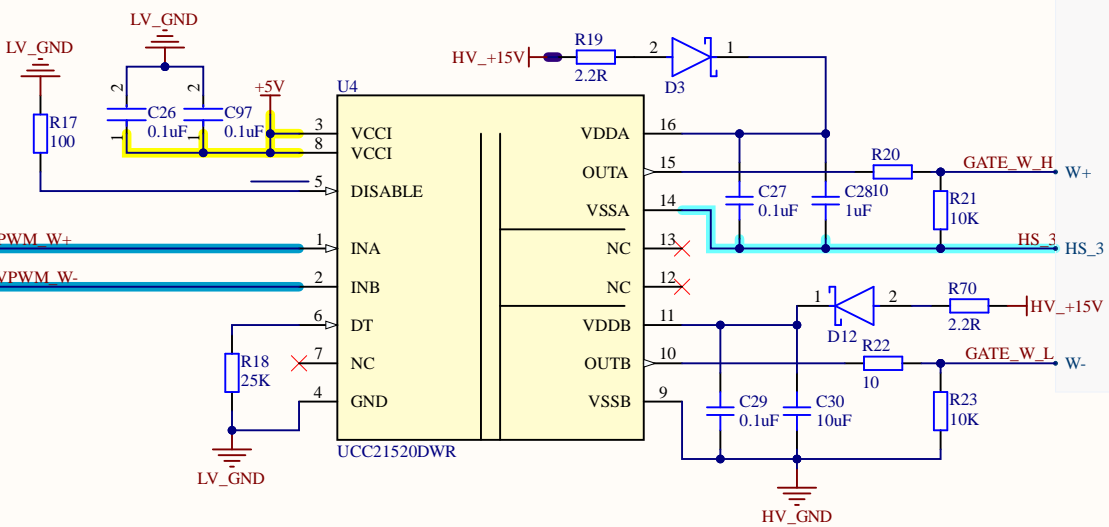 LV_GND
LV_GND
+5V
R17
100
2
C26
0.1uF
1
2
C97
0.1uF
1
HV_+15V
R19
2.2R
2
1
D3
U4
3
VCCI
8
VCCI
5
DISABLE
PWM_W+
1
INA
VPWM_W-
2
INB
6
DT
7
NC
4
GND
R18
25K
LV_GND
UCC21520DWR
VDDA
16
OUTA
15
VSSA
14
NC
13
NC
12
VDDB
11
OUTB
10
VSSB
9
C27
0.1uF
C28
1uF
R20
10
GATE_W_H
W+
R21
10K
HS_3
HS_3
1
2
D12
R70
2.2R
HV_+15V
R22
10
GATE_W_L
W-
C29
0.1uF
C30
10uF
R23
10K
HV_GND